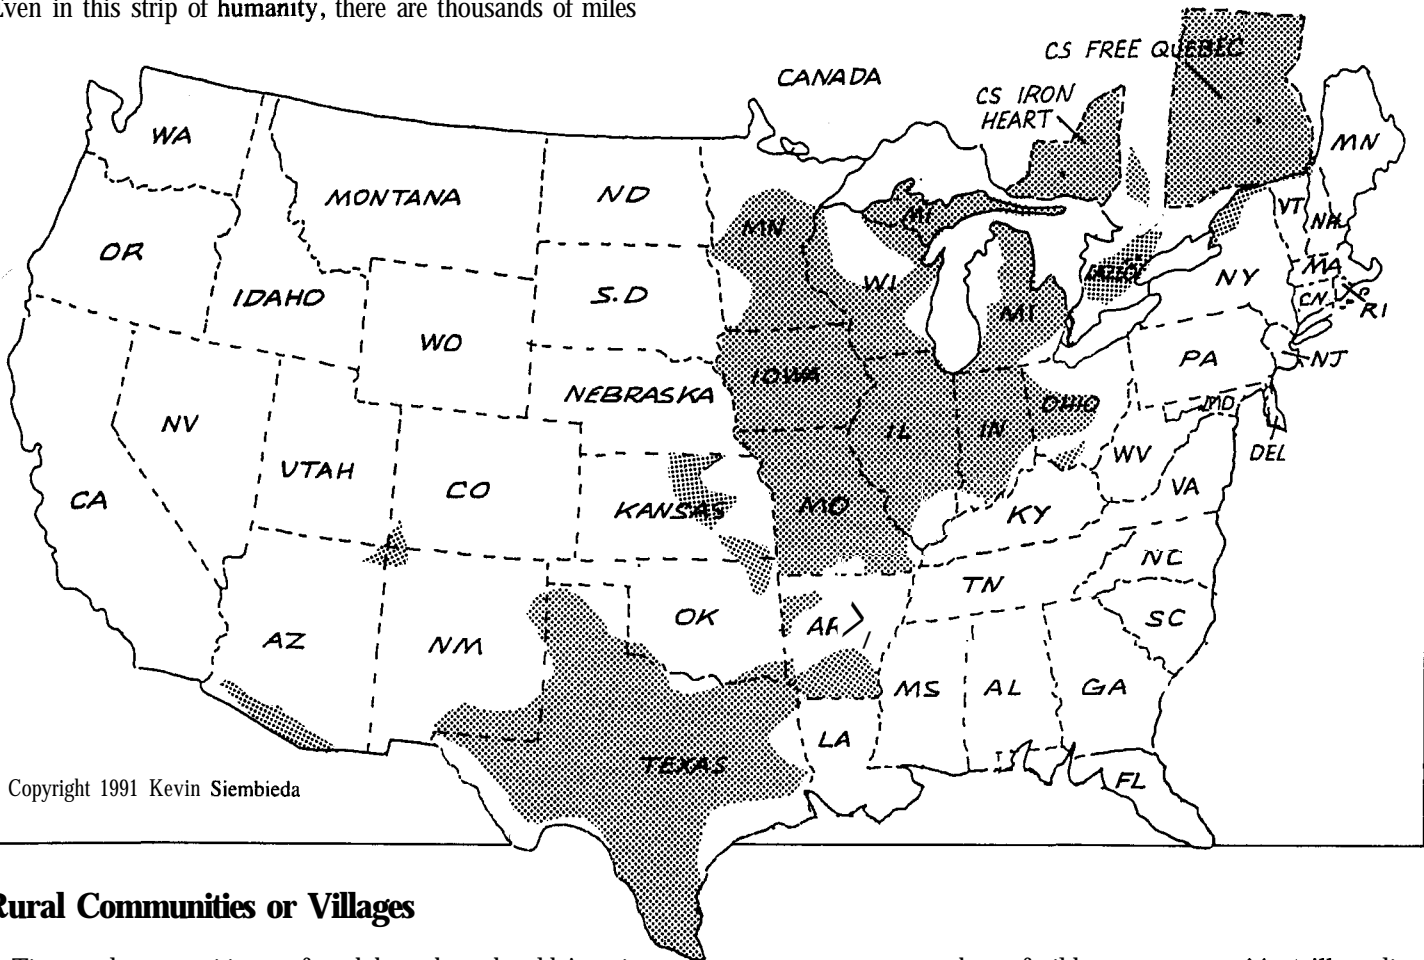 Even in this strip of humanity, there are thousands of miles
CS FREE QUEBEC
CANADA
CS IRON
HEART
WA
MN
MONTANA
ND
MN
MI
VT
NH
OR
IDAHO
S.D
WI
MA
NY
CN
RI
WO
MI
PA
NJ
IOWA
NEBRASKA
OHIO
MD
NV
IL
IN
WV
DEL
UTAH
CO
CA
KANSAS
MO
KY
VA
NC
TN
AZ
NM
OK
AR
SC
MS
AL
GA
LA
TEXAS
FL
Copyright 1991 Kevin Siembieda
Rural Communities or Villages